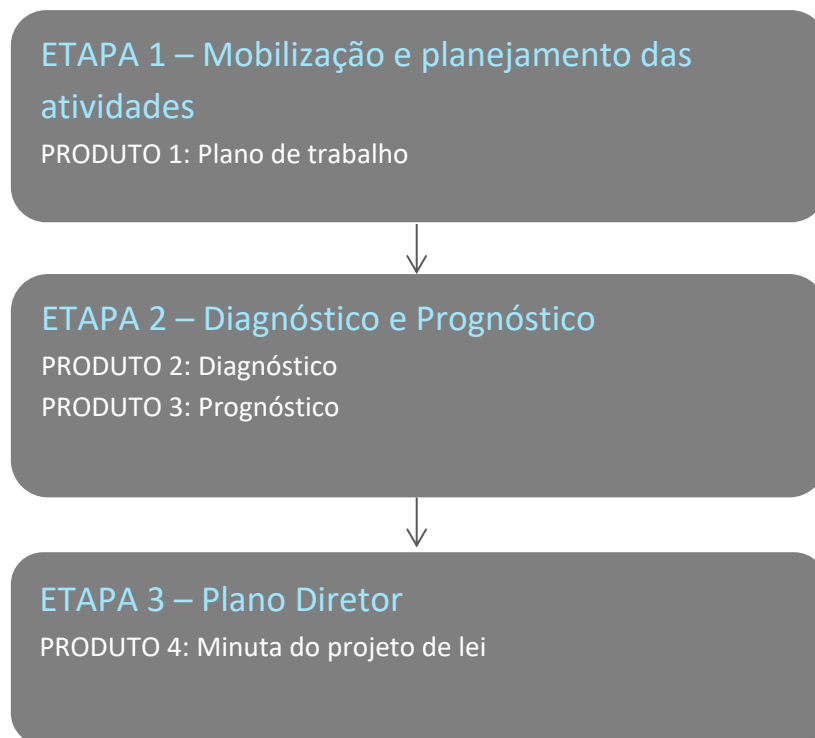 ETAPA 1 – Mobilização e planejamento das
atividades
PRODUTO 1: Plano de trabalho
ETAPA 2 – Diagnóstico e Prognóstico
PRODUTO 2: Diagnóstico
PRODUTO 3: Prognóstico
ETAPA 3 – Plano Diretor
PRODUTO 4: Minuta do projeto de lei